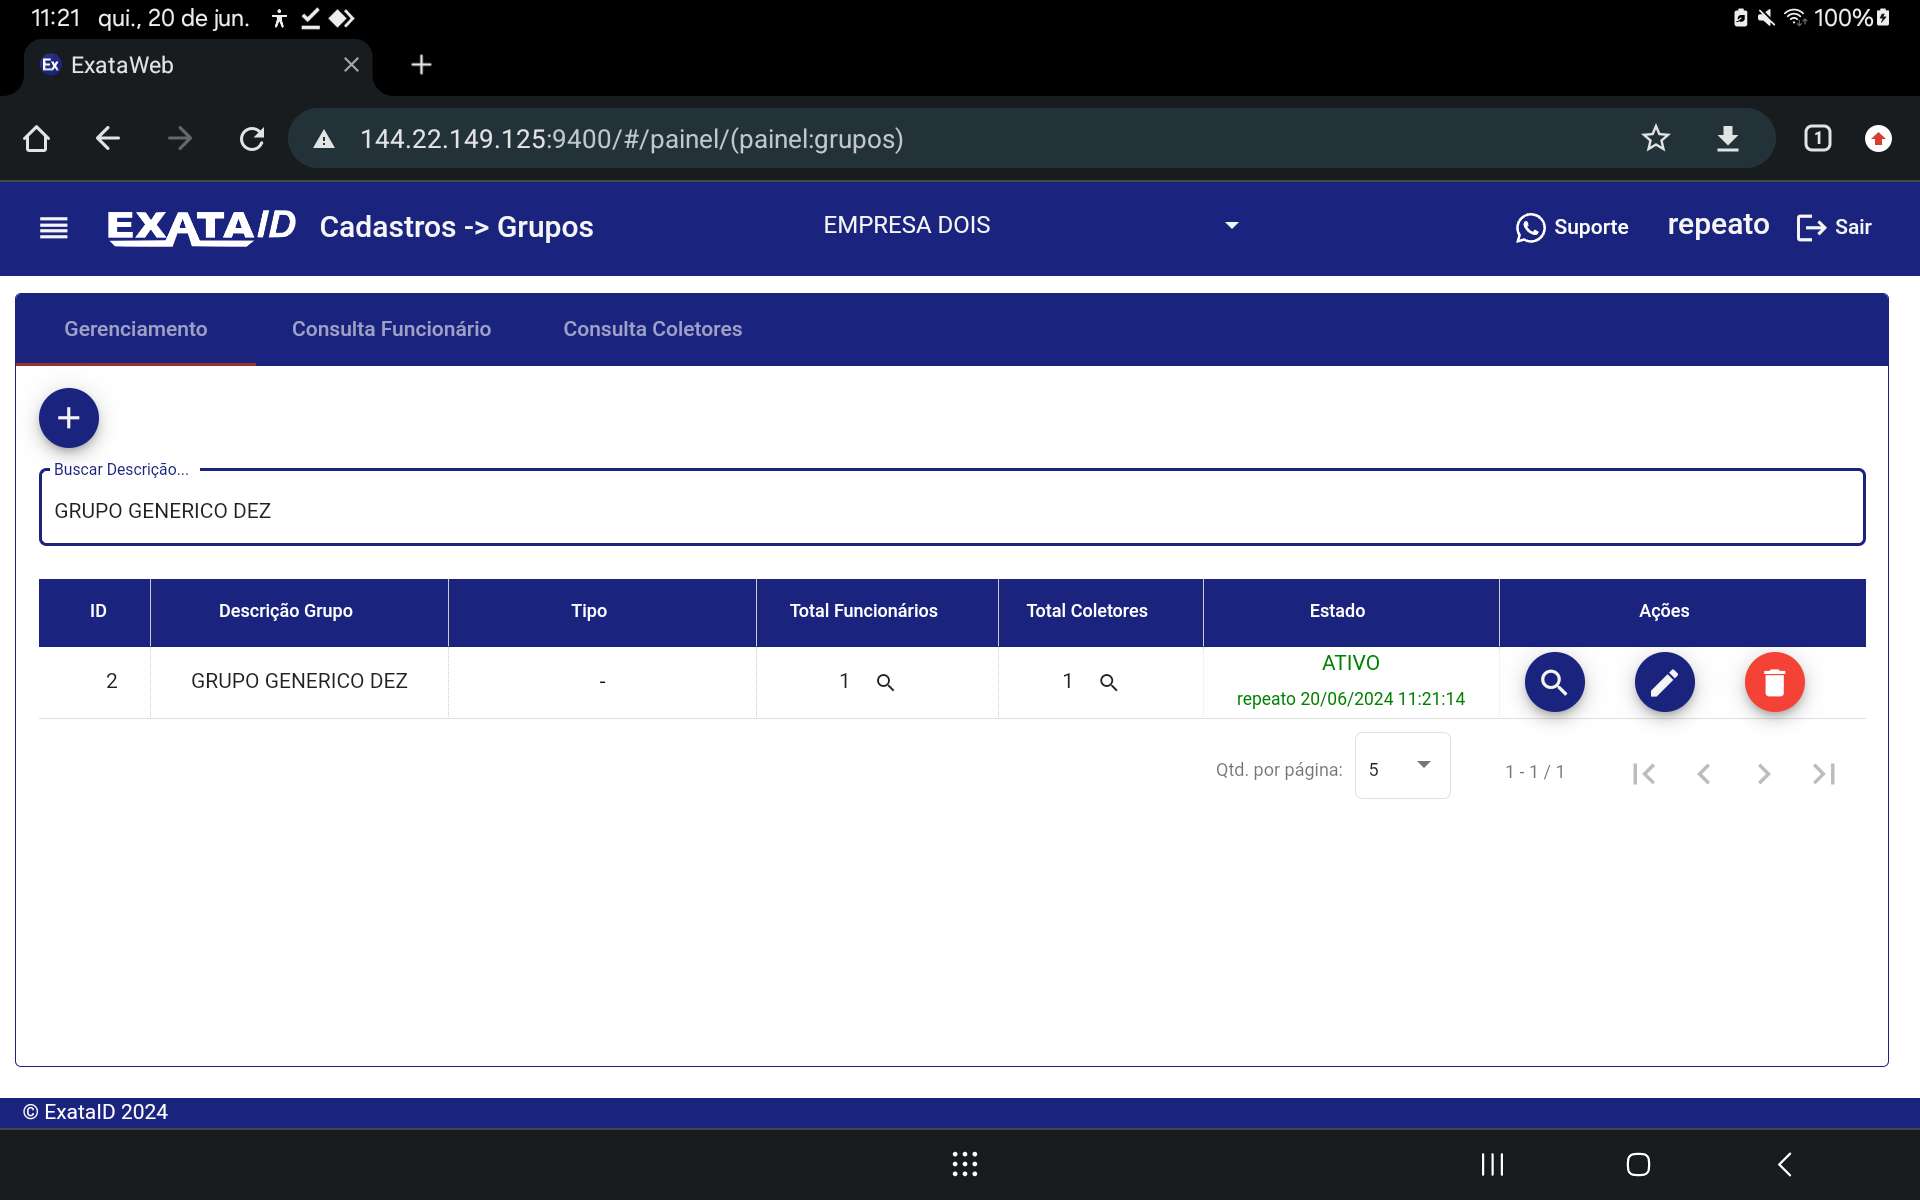 11:21 qui., 20 de jun. 100%
Ex ExataWeb
144.22.149.125:9400/#/painel/(painel:grupos) 1
EXATAID Cadastros -> Grupos EMPRESA DOIS Suporte repeato Sair
Gerenciamento Consulta Funcionário Consulta Coletores
Buscar Descrição...
GRUPO GENERICO DEZ
ID Descrição Grupo Tipo Total Funcionários Total Coletores Estado Ações
2 GRUPO GENERICO DEZ - 1 1 ATIVO
repeato 20/06/2024 11:21:14
Qtd. por página: 5 1 - 1 / 1
© ExataID 2024